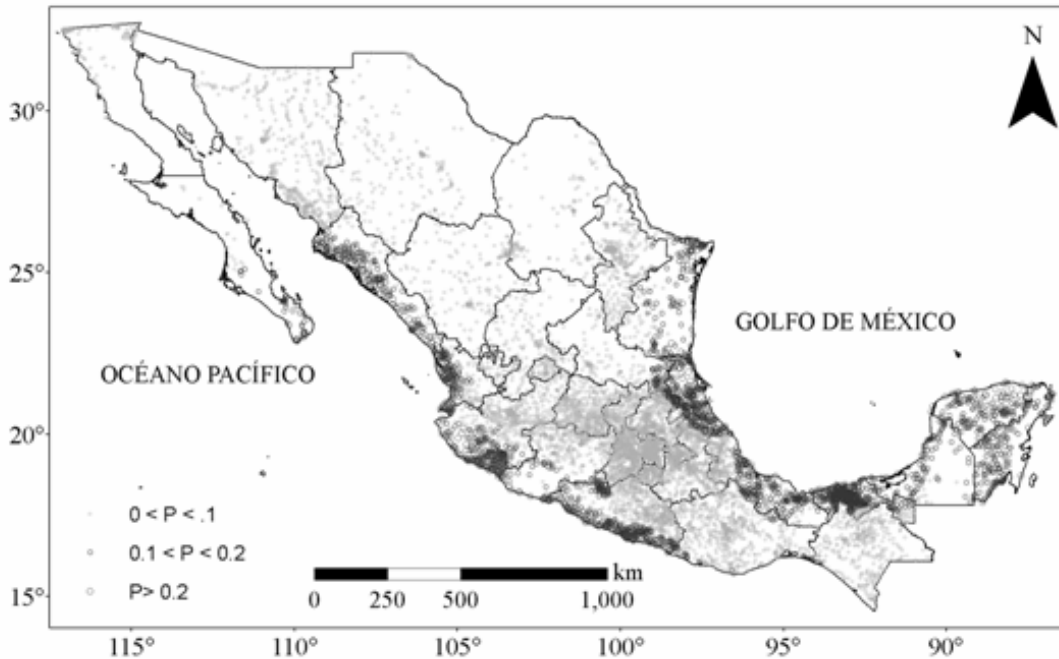 N
30°
25°
20°
15°
GOLFO DE MÉXICO
OCÉANO PACÍFICO
0 < P < .1
0.1 < P < 0.2
P> 0.2
km
0 250 500 1,000
115° 110° 105° 100° 95° 90°